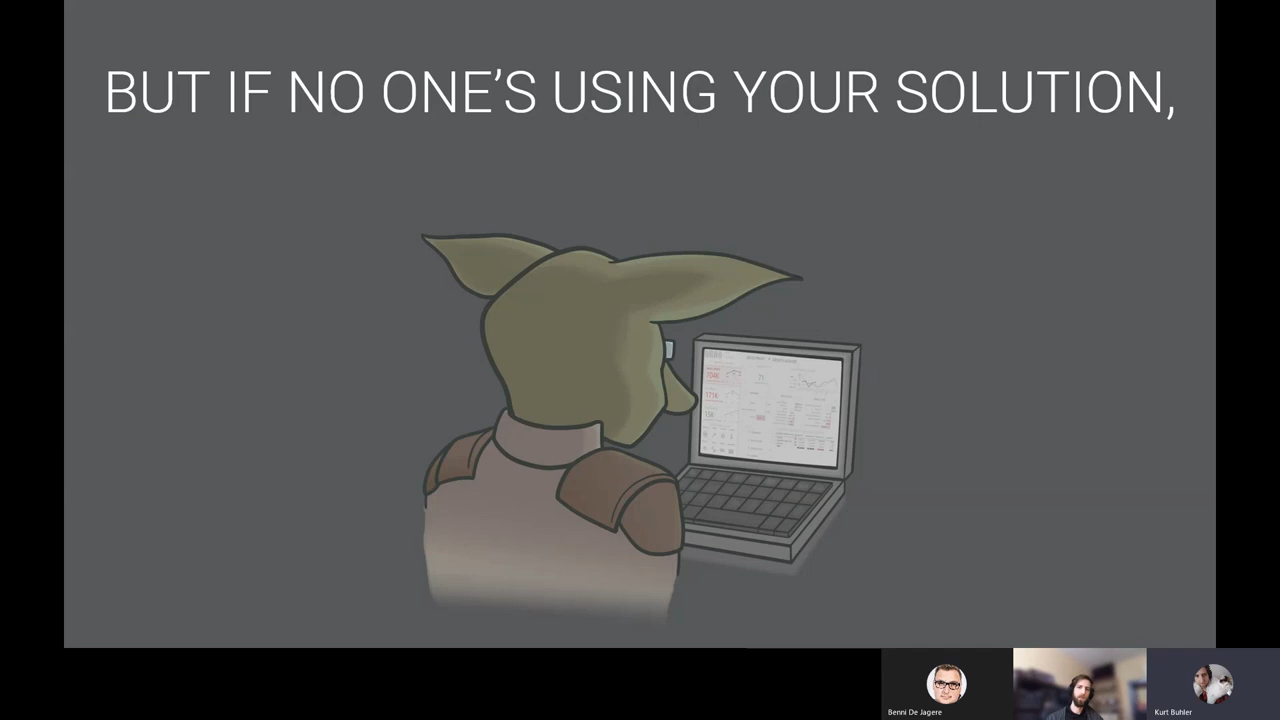 BUT IF NO ONE'S USING YOUR SOLUTION,
Benni De Jagere
Kurt Buhler